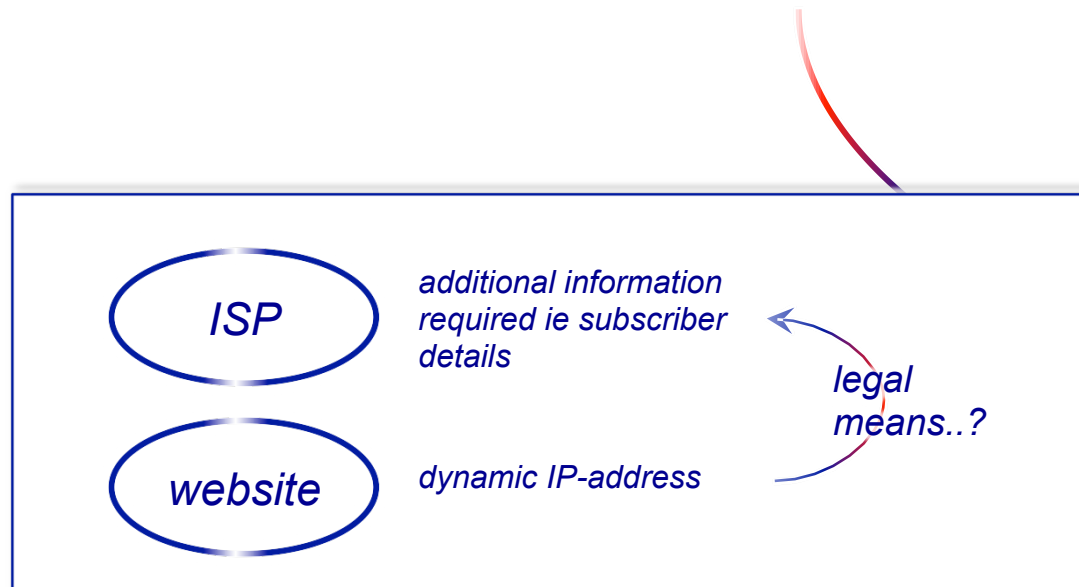 ISP
additional information
required ie subscriber
details
legal
means..?
website
dynamic IP-address